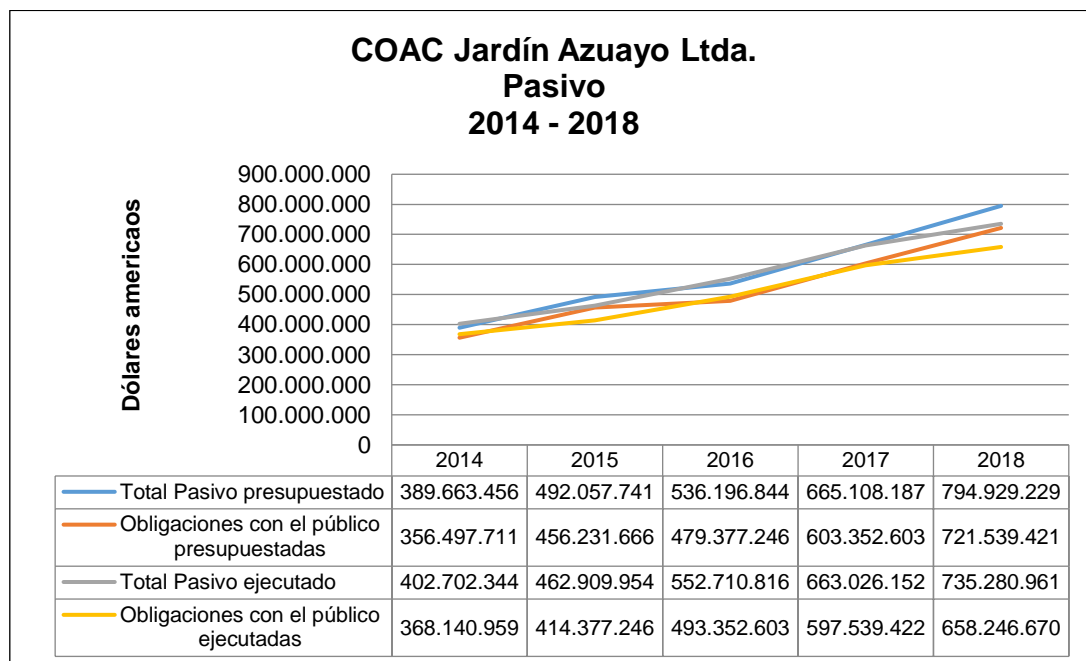 COAC Jardín Azuayo Ltda.
Pasivo
2014 - 2018
Dólares americaos
900.000.000
800.000.000
700.000.000
600.000.000
500.000.000
400.000.000
300.000.000
200.000.000
100.000.000
0
2014 2015 2016 2017 2018
Total Pasivo presupuestado 389.663.456 492.057.741 536.196.844 665.108.187 794.929.229
Obligaciones con el público
presupuestadas 356.497.711 456.231.666 479.377.246 603.352.603 721.539.421
Total Pasivo ejecutado 402.702.344 462.909.954 552.710.816 663.026.152 735.280.961
Obligaciones con el público
ejecutadas 368.140.959 414.377.246 493.352.603 597.539.422 658.246.670